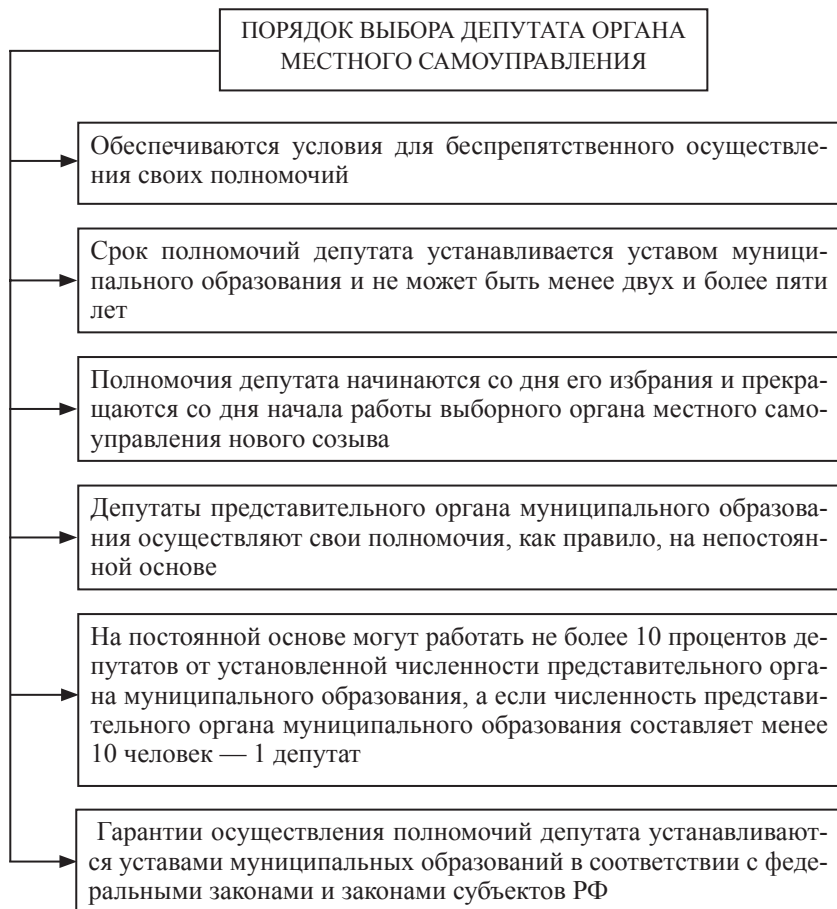 ПОРЯДОК ВЫБОРА ДЕПУТАТА ОРГАНА
МЕСТНОГО САМОУПРАВЛЕНИЯ
Обеспечиваются условия для беспрепятственного осуществле-
ния своих полномочий
Срок полномочий депутата устанавливается уставом муници-
пального образования и не может быть менее двух и более пяти
лет
Полномочия депутата начинаются со дня его избрания и прекра-
щаются со дня начала работы выборного органа местного само-
управления нового созыва
Депутаты представительного органа муниципального образова-
ния осуществляют свои полномочия, как правило, на непостоян-
ной основе
На постоянной основе могут работать не более 10 процентов де-
путатов от установленной численности представительного орга-
на муниципального образования, а если численность представи-
тельного органа муниципального образования составляет менее
10 человек — 1 депутат
Гарантии осуществления полномочий депутата устанавливают-
ся уставами муниципальных образований в соответствии с феде-
ральными законами и законами субъектов РФ